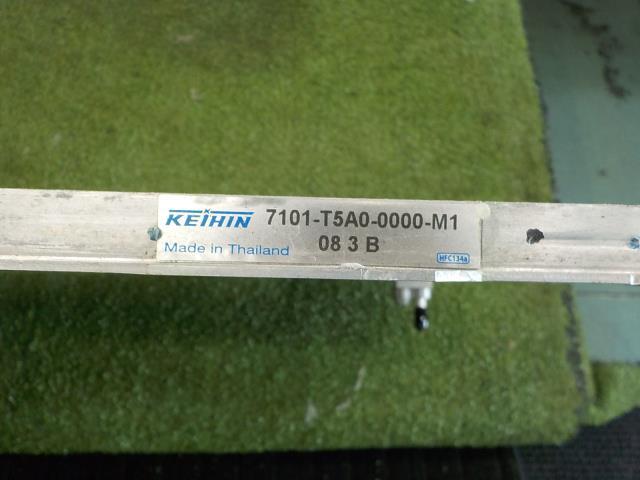 KEIHIN 7101-T5A0-0000-M1
Made in Thailand 08 3 B
HFC134a